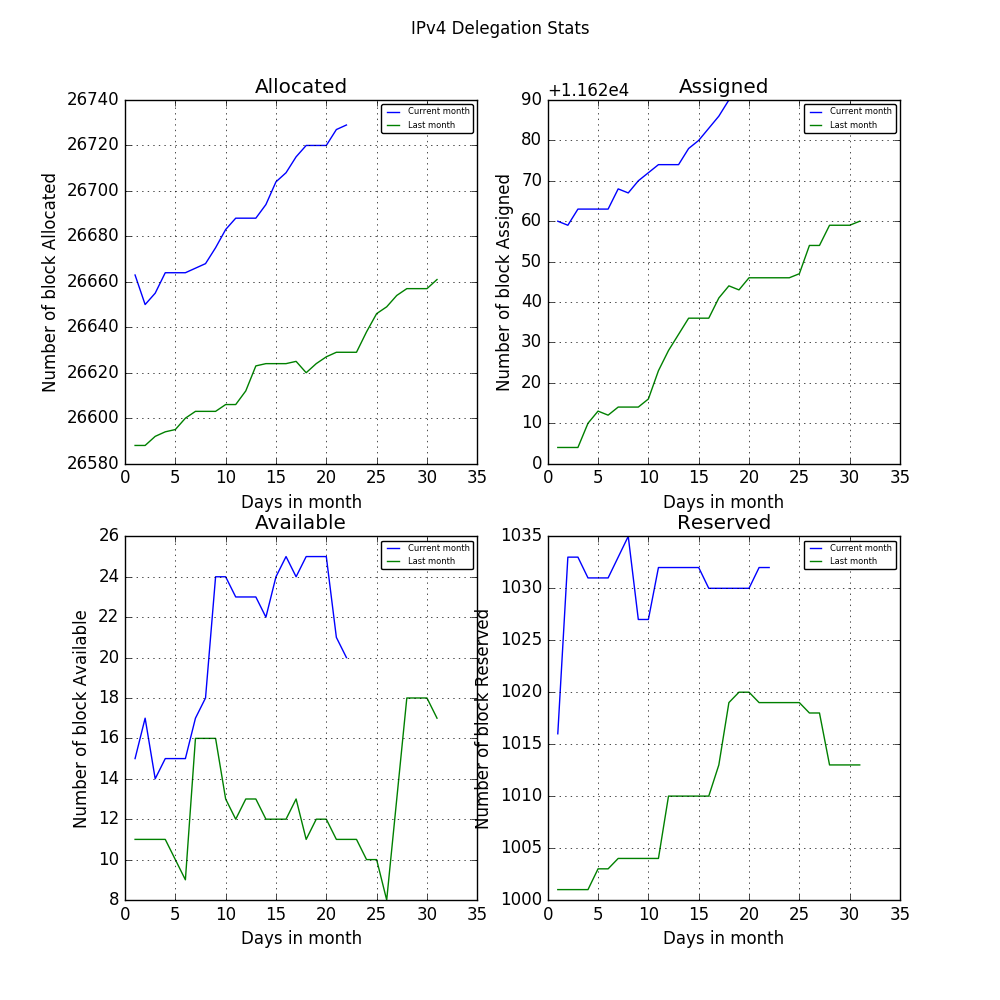 IPv4 Delegation Stats
Allocated
Number of block Allocated
26740
26720
26700
26680
26660
26640
26620
26600
26580
Current month
Last month
0 5 10 15 20 25 30 35
Days in month
Assigned
+1.162e4
Number of block Assigned
90
80
70
60
50
40
30
20
10
0
Current month
Last month
0 5 10 15 20 25 30 35
Days in month
Available
Number of block Available
26
24
22
20
18
16
14
12
10
8
Current month
Last month
0 5 10 15 20 25 30 35
Days in month
Reserved
Number of block Reserved
1035
1030
1025
1020
1015
1010
1005
1000
Current month
Last month
0 5 10 15 20 25 30 35
Days in month